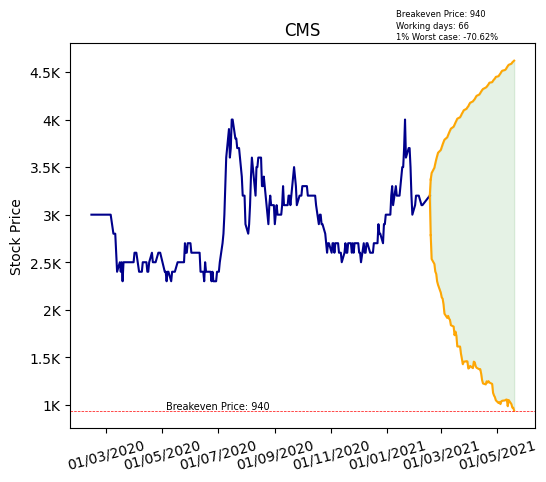 Breakeven Price: 940
Working days: 66
1% Worst case: -70.62%
CMS
Stock Price
4.5K
4K
3.5K
3K
2.5K
2K
1.5K
1K
Breakeven Price: 940
01/03/2020 01/05/2020 01/07/2020 01/09/2020 01/11/2020 01/01/2021 01/03/2021 01/05/2021